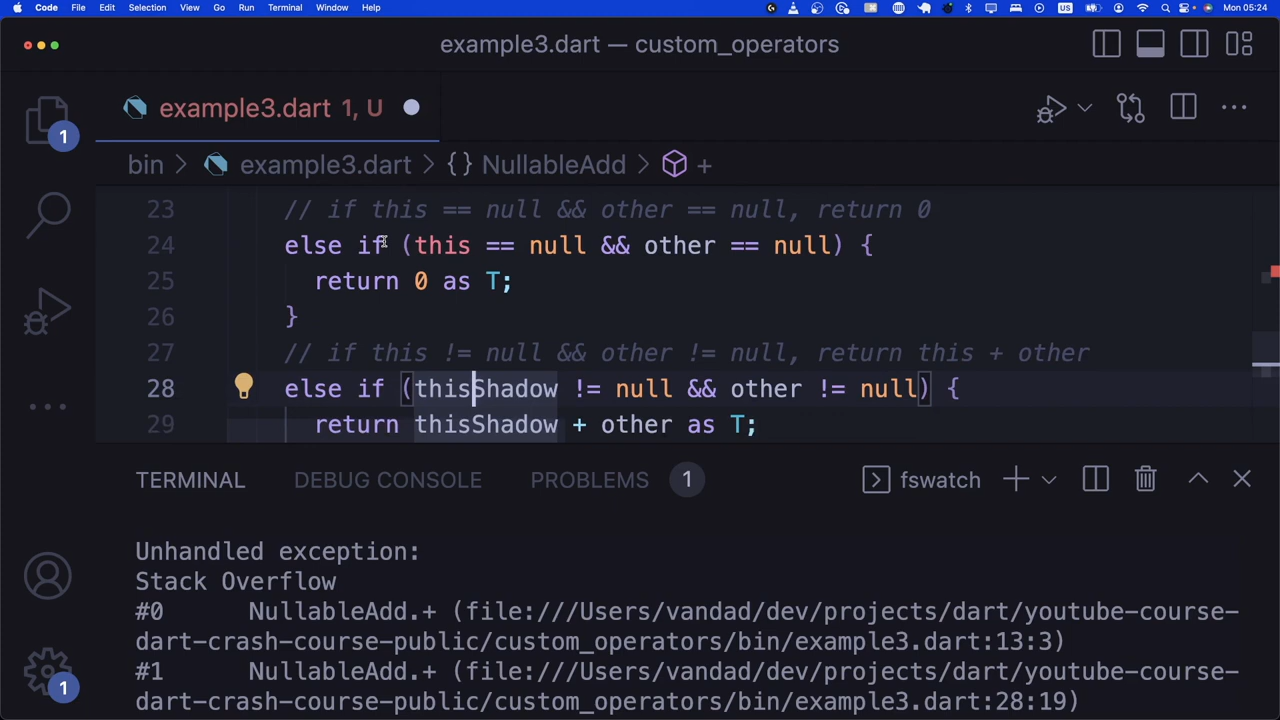 Code File Edit Selection View Go Run Terminal Window Help US Mon 05:24
example3.dart — custom_operators
example3.dart 1, U
bin > example3.dart > {} NullableAdd > +
23 // if this == null && other == null, return 0
24 else if (this == null && other == null) {
25 return 0 as T;
26 }
27 // if this != null && other != null, return this + other
28 else if (thisShadow != null && other != null) {
29 return thisShadow + other as T;
1
TERMINAL DEBUG CONSOLE PROBLEMS 1 fswatch
Unhandled exception:
Stack Overflow
#0 NullableAdd.+ (file:///Users/vandad/dev/projects/dart/youtube-course-
dart-crash-course-public/custom_operators/bin/example3.dart:13:3)
#1 NullableAdd.+ (file:///Users/vandad/dev/projects/dart/youtube-course-
dart-crash-course-public/custom_operators/bin/example3.dart:28:19)
1